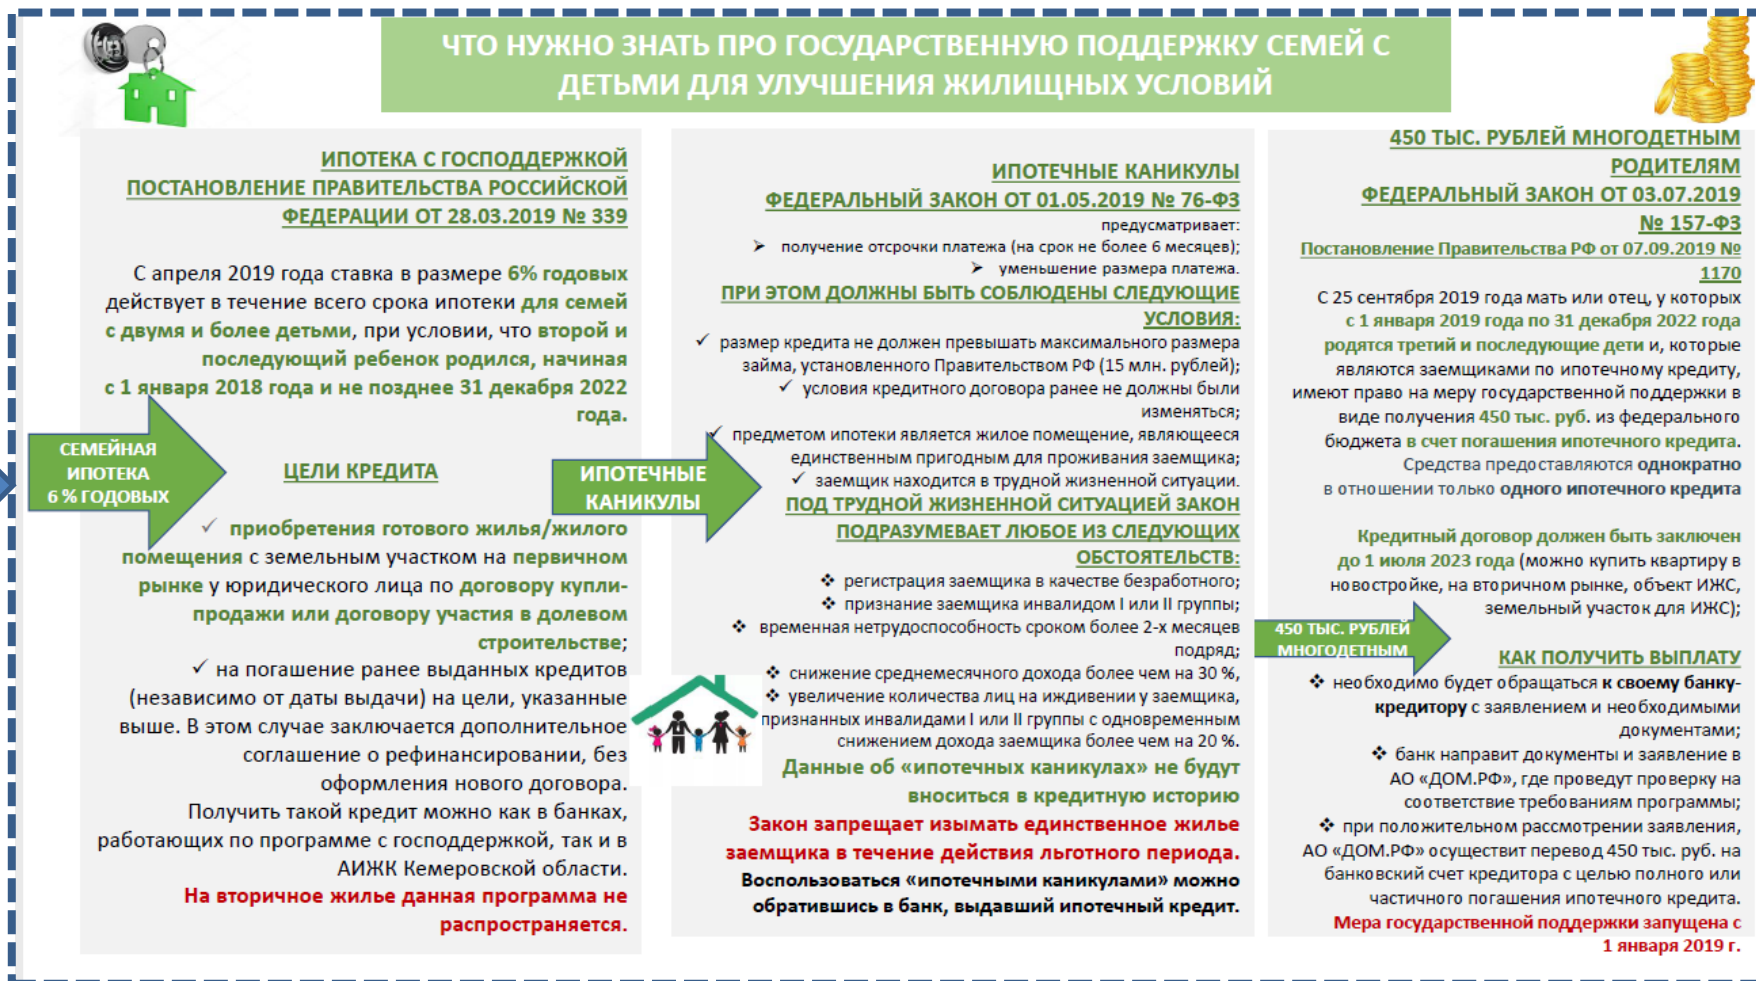 ЧТО НУЖНО ЗНАТЬ ПРО ГОСУДАРСТВЕННУЮ ПОДДЕРЖКУ СЕМЕЙ С
ДЕТЬМИ ДЛЯ УЛУЧШЕНИЯ ЖИЛИЩНЫХ УСЛОВИЙ
СЕМЕЙНАЯ
ИПОТЕКА
6 % ГОДОВЫХ
ИПОТЕКА С ГОСПОДДЕРЖКОЙ
ПОСТАНОВЛЕНИЕ ПРАВИТЕЛЬСТВА РОССИЙСКОЙ
ФЕДЕРАЦИИ ОТ 28.03.2019 № 339
С апреля 2019 года ставка в размере 6% годовых
действует в течение всего срока ипотеки для семей
с двумя и более детьми, при условии, что второй и
последующий ребенок родился, начиная
с 1 января 2018 года и не позднее 31 декабря 2022
года.
ЦЕЛИ КРЕДИТА
✓ приобретения готового жилья/жилого
помещения с земельным участком на первичном
рынке у юридического лица по договору купли-
продажи или договору участия в долевом
строительстве;
✓ на погашение ранее выданных кредитов
(независимо от даты выдачи) на цели, указанные
выше. В этом случае заключается дополнительное
соглашение о рефинансировании, без
оформления нового договора.
Получить такой кредит можно как в банках,
работающих по программе с господдержкой, так и в
АИЖК Кемеровской области.
На вторичное жилье данная программа не
распространяется.
ИПОТЕЧНЫЕ
КАНИКУЛЫ
ИПОТЕЧНЫЕ КАНИКУЛЫ
ФЕДЕРАЛЬНЫЙ ЗАКОН ОТ 01.05.2019 № 76-ФЗ
предусматривает:
➢ получение отсрочки платежа (на срок не более 6 месяцев);
➢ уменьшение размера платежа.
ПРИ ЭТОМ ДОЛЖНЫ БЫТЬ СОБЛЮДЕНЫ СЛЕДУЮЩИЕ
УСЛОВИЯ:
✓ размер кредита не должен превышать максимального размера
займа, установленного Правительством РФ (15 млн. рублей);
✓ условия кредитного договора ранее не должны были
изменяться;
✓ предметом ипотеки является жилое помещение, являющееся
единственным пригодным для проживания заемщика;
✓ заемщик находится в трудной жизненной ситуации.
ПОД ТРУДНОЙ ЖИЗНЕННОЙ СИТУАЦИЕЙ ЗАКОН
ПОДРАЗУМЕВАЕТ ЛЮБОЕ ИЗ СЛЕДУЮЩИХ
ОБСТОЯТЕЛЬСТВ:
❖ регистрация заемщика в качестве безработного;
❖ признание заемщика инвалидом I или II группы;
❖ временная нетрудоспособность сроком более 2-х месяцев
подряд;
❖ снижение среднемесячного дохода более чем на 30 %,
❖ увеличение количества лиц на иждивении у заемщика,
признанных инвалидами I или II группы с одновременным
снижением дохода заемщика более чем на 20 %.
Данные об «ипотечных каникулах» не будут
вноситься в кредитную историю
Закон запрещает изымать единственное жилье
заемщика в течение действия льготного периода.
Воспользоваться «ипотечными каникулами» можно
обратившись в банк, выдавший ипотечный кредит.
450 ТЫС. РУБЛЕЙ
МНОГОДЕТНЫМ
450 ТЫС. РУБЛЕЙ МНОГОДЕТНЫМ
РОДИТЕЛЯМ
ФЕДЕРАЛЬНЫЙ ЗАКОН ОТ 03.07.2019
№ 157-ФЗ
Постановление Правительства РФ от 07.09.2019 №
1170
С 25 сентября 2019 года мать или отец, у которых
с 1 января 2019 года по 31 декабря 2022 года
родятся третий и последующие дети и, которые
являются заемщиками по ипотечному кредиту,
имеют право на меру государственной поддержки в
виде получения 450 тыс. руб. из федерального
бюджета в счет погашения ипотечного кредита.
Средства предоставляются однократно
в отношении только одного ипотечного кредита
Кредитный договор должен быть заключен
до 1 июля 2023 года (можно купить квартиру в
новостройке, на вторичном рынке, объект ИЖС,
земельный участок для ИЖС);
КАК ПОЛУЧИТЬ ВЫПЛАТУ
❖ необходимо будет обращаться к своему банку-
кредитору с заявлением и необходимыми
документами;
❖ банк направит документы и заявление в
АО «ДОМ.РФ», где проведут проверку на
соответствие требованиям программы;
❖ при положительном рассмотрении заявления,
АО «ДОМ.РФ» осуществит перевод 450 тыс. руб. на
банковский счет кредитора с целью полного или
частичного погашения ипотечного кредита.
Мера государственной поддержки запущена с
1 января 2019 г.